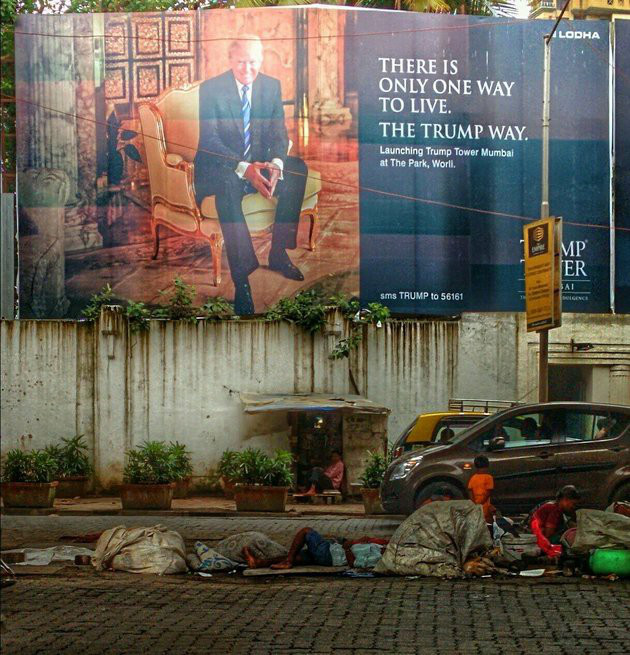 LODHA
THERE IS
ONLY ONE WAY
TO LIVE.
THE TRUMP WAY.
Launching Trump Tower Mumbai
at The Park, Worli.
sms TRUMP to 56161